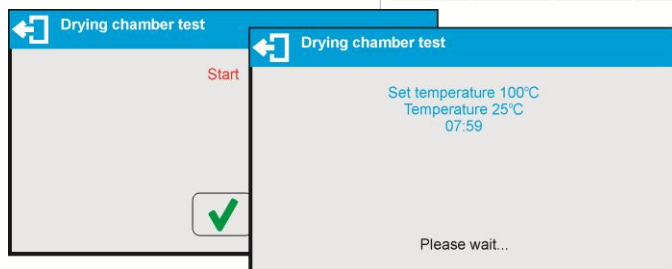 Drying chamber test
Start
Drying chamber test
Set temperature 100°C
Temperature 25°C
07:59
Please wait...